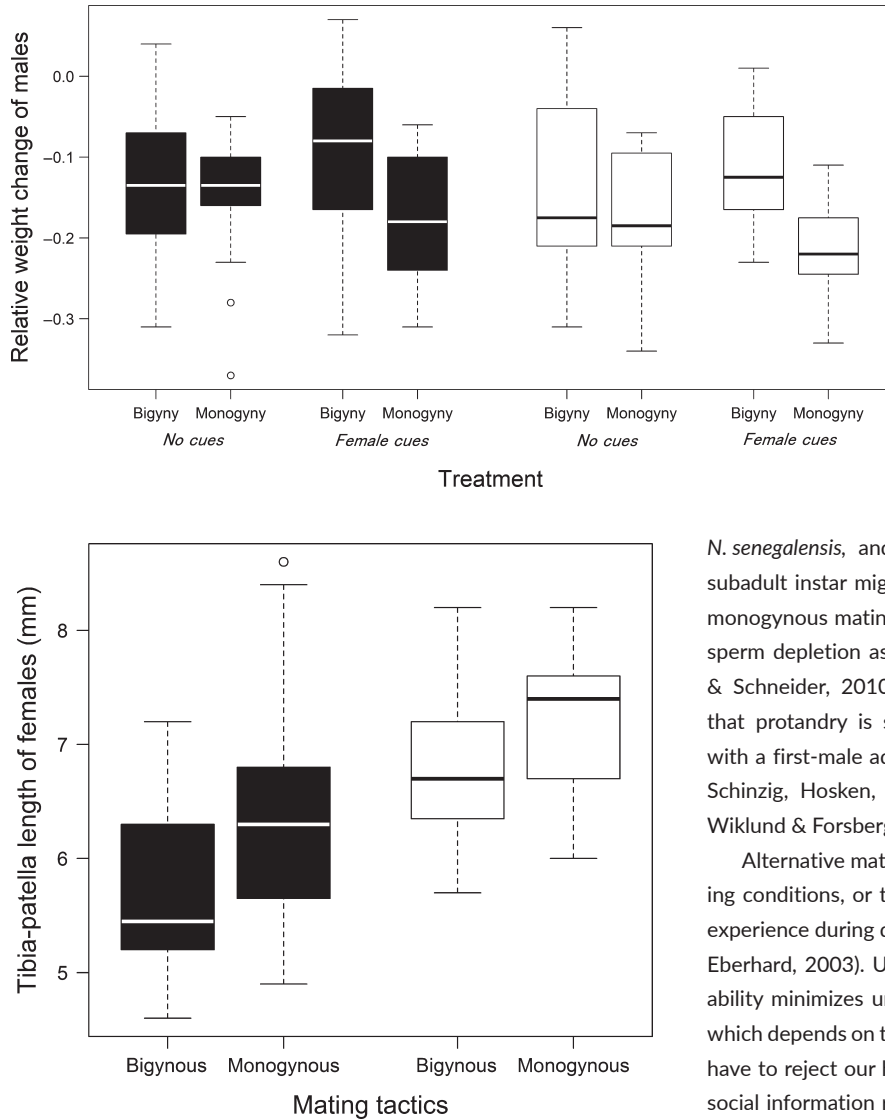 Relative weight change of males
0.0
−0.1
−0.2
−0.3
Bigyny Monogyny Bigyny Monogyny Bigyny Monogyny Bigyny Monogyny
No cues Female cues No cues Female cues
Treatment
Tibia-patella length of females (mm)
8
7
6
5
Bigynous Monogynous Bigynous Monogynous
Mating tactics
N. senegalensis, and
subadult instar mig
monogynous matin
sperm depletion as
& Schneider, 2010
that protandry is s
with a first-male ad
Schinzig, Hosken,
Wiklund & Forsberg
Alternative mat
ing conditions, or t
experience during d
Eberhard, 2003). U
ability minimizes un
which depends on t
have to reject our h
social information r